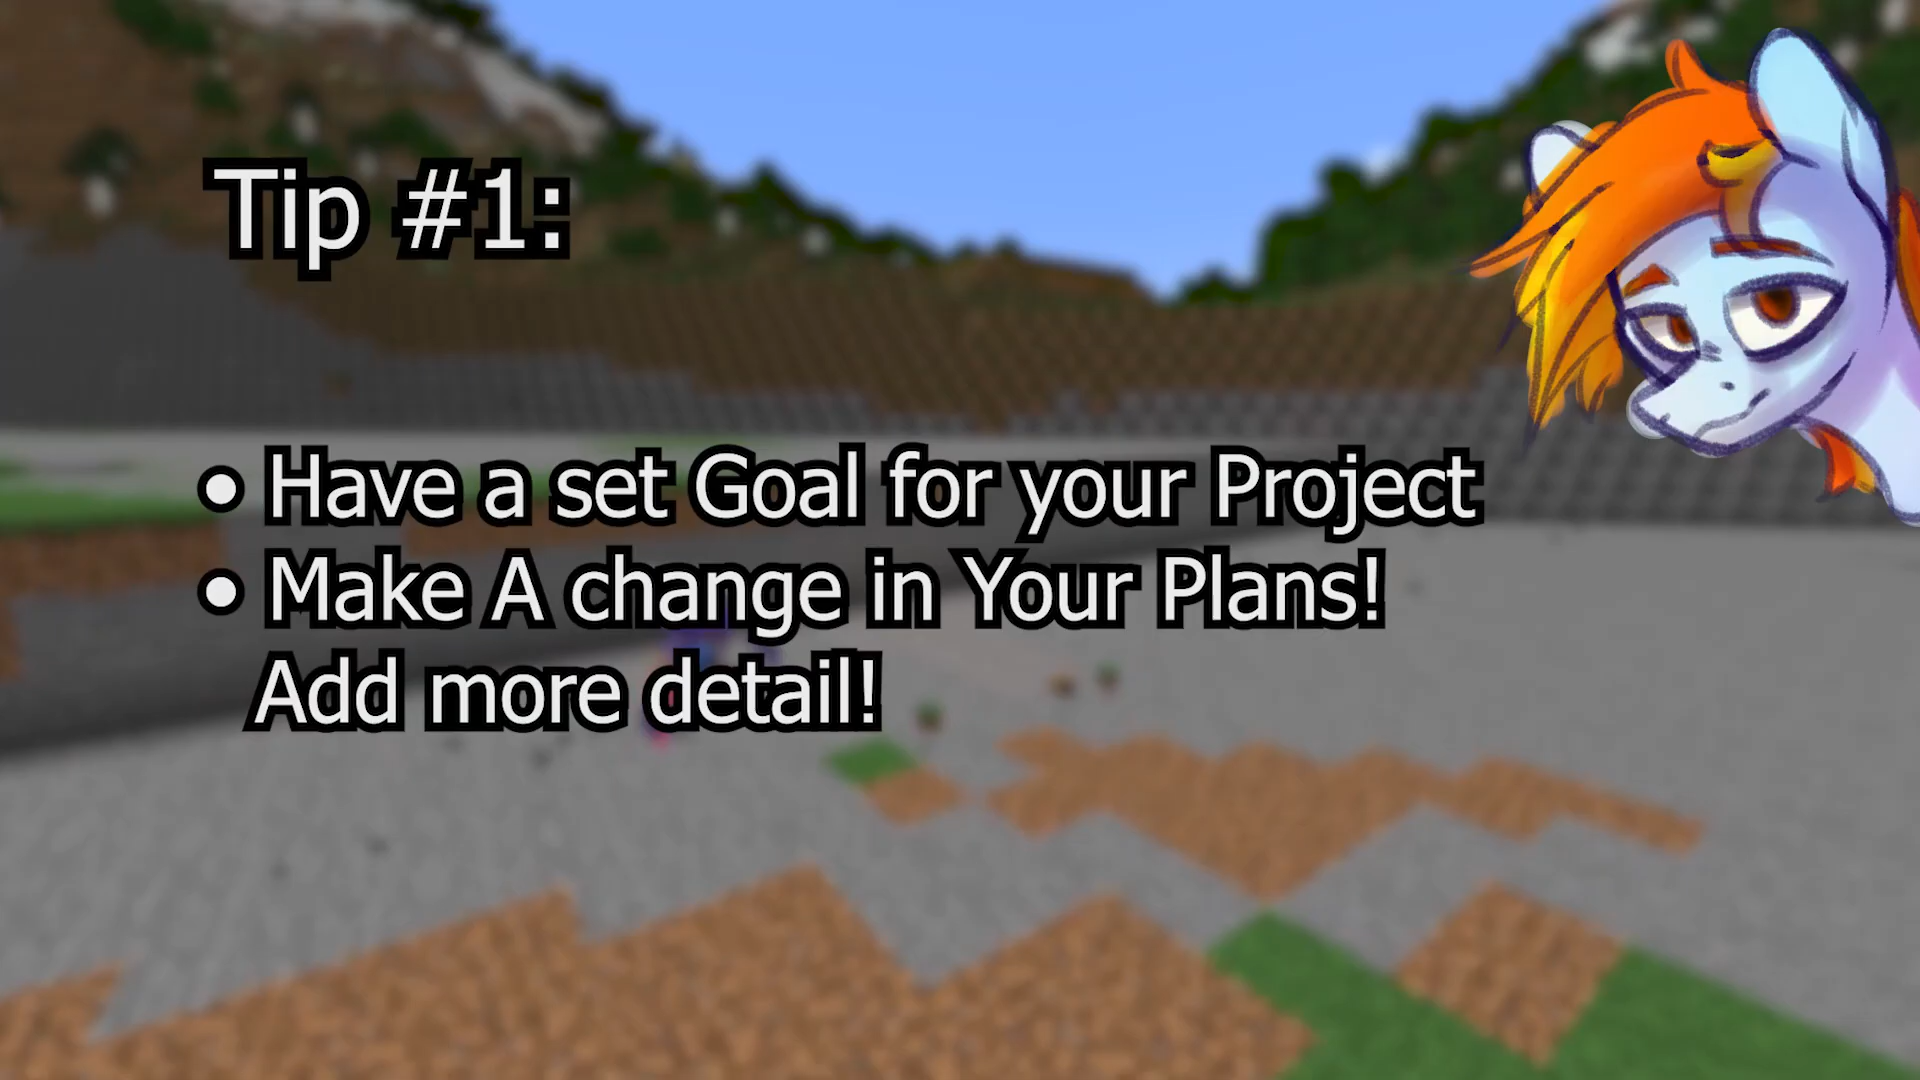 Tip #1:
• Have a set Goal for your Project
• Make A change in Your Plans!
Add more detail!